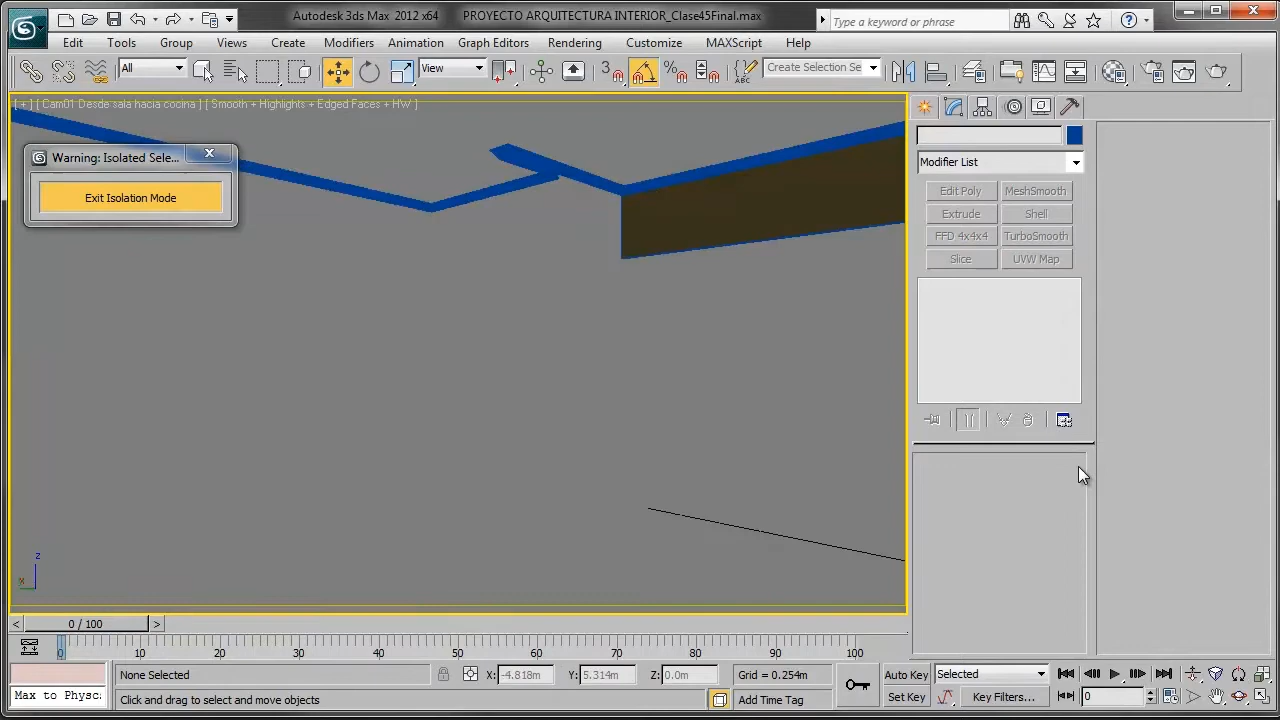 Autodesk 3ds Max 2012 x64 PROYECTO ARQUITECTURA INTERIOR_Clase45Final.max
Type a keyword or phrase
Edit Tools Group Views Create Modifiers Animation Graph Editors Rendering Customize MAXScript Help
All View 3 ABC Create Selection Se
[ + ] [ Cam01 Desde sala hacia cocina ] [ Smooth + Highlights + Edged Faces + HW ]
Warning: Isolated Sele...
Exit Isolation Mode
Modifier List
Edit Poly MeshSmooth
Extrude Shell
FFD 4x4x4 TurboSmooth
Slice UVW Map
z
x
< 0 / 100 >
0 10 20 30 40 50 60 70 80 90 100
None Selected X: -4.818m Y: 5.314m Z: 0.0m Grid = 0.254m Auto Key Selected
Max to Physc: Click and drag to select and move objects Add Time Tag Set Key Key Filters... 0